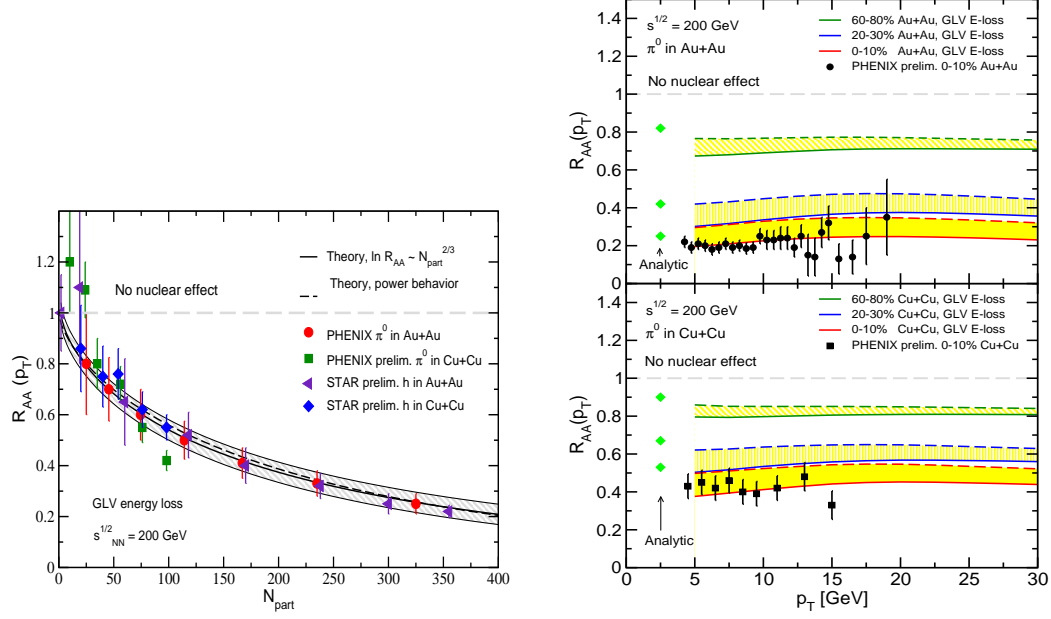 1.2
1
0.8
0.6
0.4
0.2
0
R_AA (p_T)
0 50 100 150 200 250 300 350 400
N_part
Theory, ln R_AA ~ N_part^2/3
Theory, power behavior
No nuclear effect
PHENIX π^0 in Au+Au
PHENIX prelim. π^0 in Cu+Cu
STAR prelim. h in Au+Au
STAR prelim. h in Cu+Cu
GLV energy loss
s^1/2_NN = 200 GeV
s^1/2 = 200 GeV
π^0 in Au+Au
60-80% Au+Au, GLV E-loss
20-30% Au+Au, GLV E-loss
0-10% Au+Au, GLV E-loss
PHENIX prelim. 0-10% Au+Au
No nuclear effect
1.4
1.2
1
0.8
0.6
0.4
0.2
0
R_AA(p_T)
Analytic
s^1/2 = 200 GeV
π^0 in Cu+Cu
60-80% Cu+Cu, GLV E-loss
20-30% Cu+Cu, GLV E-loss
0-10% Cu+Cu, GLV E-loss
PHENIX prelim. 0-10% Cu+Cu
No nuclear effect
1.2
1
0.8
0.6
0.4
0.2
0
R_AA(p_T)
Analytic
0 5 10 15 20 25 30
p_T [GeV]